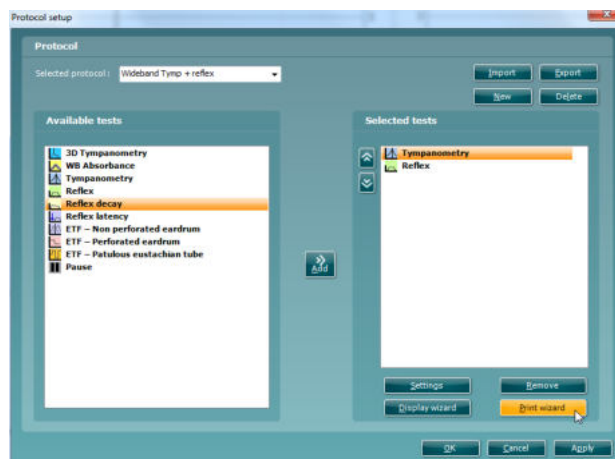 Protocol setup
Protocol
Selected protocol: Wideband Tymp + reflex
Import Export
New Delete
Available tests
3D Tympanometry
WB Absorbance
Tympanometry
Reflex
Reflex decay
Reflex latency
ETF – Non perforated eardrum
ETF – Perforated eardrum
ETF – Patulous eustachian tube
Pause
Add
Selected tests
Tympanometry
Reflex
Settings Remove
Display wizard Print wizard
OK Cancel Apply